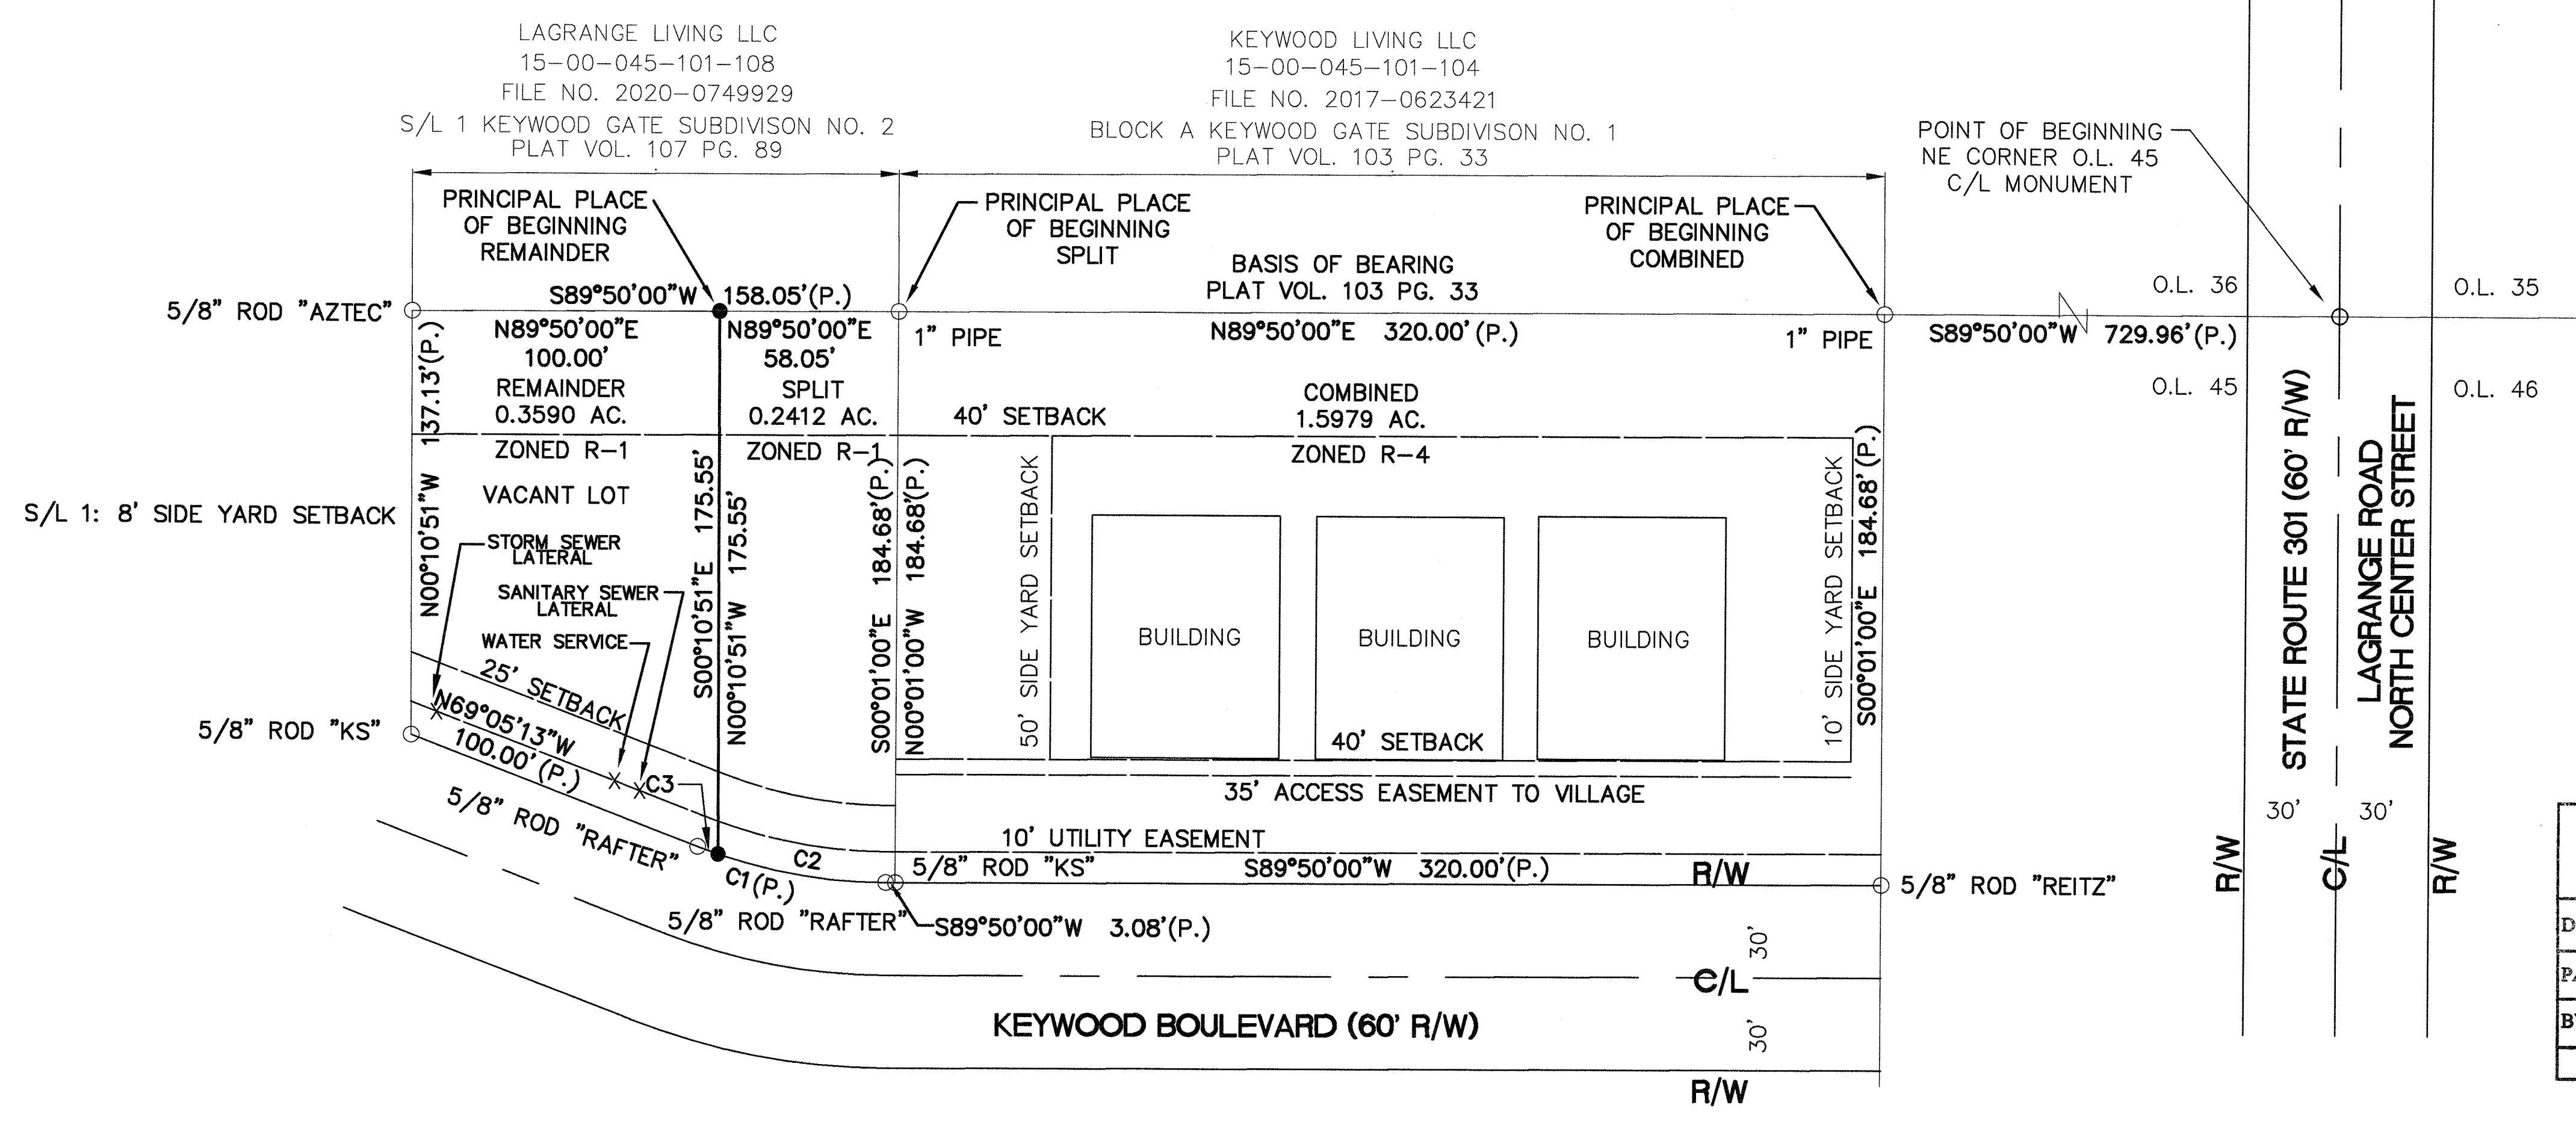 LAGRANGE LIVING LLC
15-00-045-101-108
FILE NO. 2020-0749929
S/L 1 KEYWOOD GATE SUBDIVISON NO. 2
PLAT VOL. 107 PG. 89
KEYWOOD LIVING LLC
15-00-045-101-104
FILE NO. 2017-0623421
BLOCK A KEYWOOD GATE SUBDIVISON NO. 1
PLAT VOL. 103 PG. 33
POINT OF BEGINNING
NE CORNER O.L. 45
C/L MONUMENT
PRINCIPAL PLACE
OF BEGINNING
REMAINDER
PRINCIPAL PLACE
OF BEGINNING
SPLIT
PRINCIPAL PLACE
OF BEGINNING
COMBINED
BASIS OF BEARING
PLAT VOL. 103 PG. 33
S89°50'00"W 158.05'(P.)
5/8" ROD "AZTEC"
N89°50'00"E
100.00'
REMAINDER
0.3590 AC.
ZONED R-1
VACANT LOT
N89°50'00"E
58.05'
SPLIT
0.2412 AC.
ZONED R-1
1" PIPE
N89°50'00"E 320.00'(P.)
1" PIPE
S89°50'00"W 729.96'(P.)
O.L. 36
O.L. 35
O.L. 45
O.L. 46
40' SETBACK
COMBINED
1.5979 AC.
ZONED R-4
N00°10'51"W 137.13'(P.)
S00°10'51"E 175.55'
N00°10'51"W 175.55'
S00°01'00"E 184.68'(P.)
N00°01'00"W 184.68'(P.)
50' SIDE YARD SETBACK
10' SIDE YARD SETBACK
S00°01'00"E 184.68'(P.)
S/L 1: 8' SIDE YARD SETBACK
STORM SEWER
LATERAL
SANITARY SEWER
LATERAL
WATER SERVICE
25' SETBACK
BUILDING
BUILDING
BUILDING
40' SETBACK
5/8" ROD "KS"
N69°05'13"W
100.00'(P.)
C3
5/8" ROD "RAFTER"
C1(P.)
C2
35' ACCESS EASEMENT TO VILLAGE
10' UTILITY EASEMENT
5/8" ROD "KS"
S89°50'00"W 320.00'(P.)
R/W
5/8" ROD "REITZ"
5/8" ROD "RAFTER"
S89°50'00"W 3.08'(P.)
30'
C/L
KEYWOOD BOULEVARD (60' R/W)
30'
R/W
STATE ROUTE 301 (60' R/W)
LAGRANGE ROAD
NORTH CENTER STREET
30'
30'
R/W
C/L
R/W
D
PA
BY